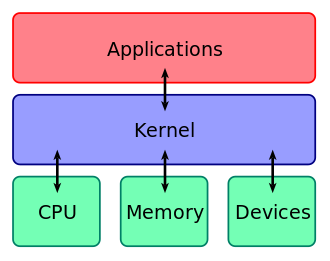 Applications
Kernel
CPU Memory Devices